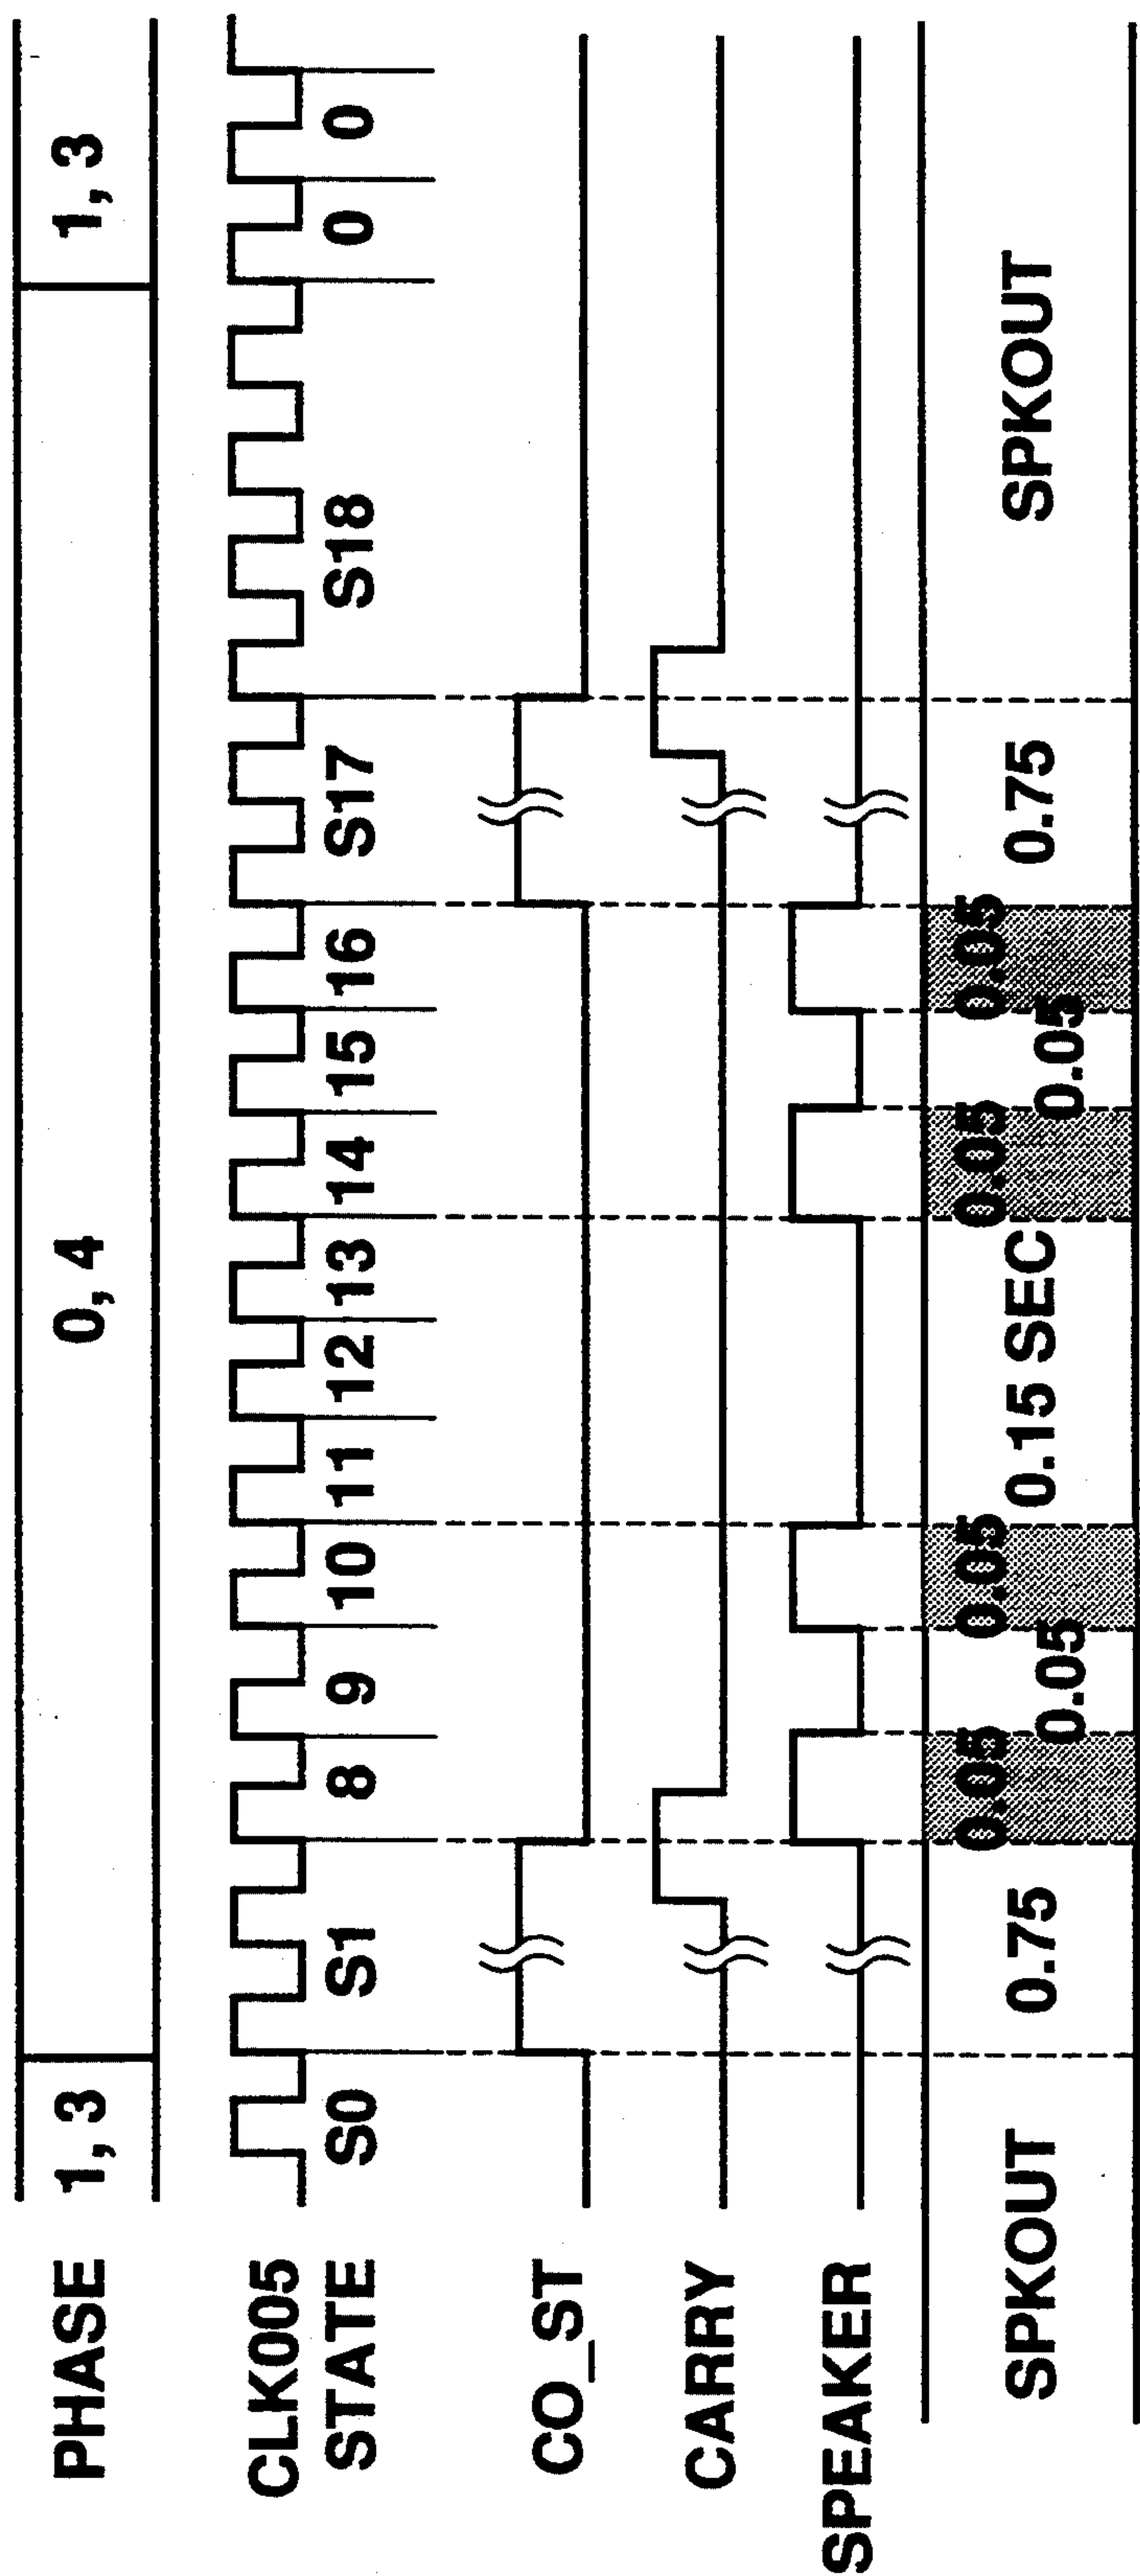 PHASE 1, 3 0, 4 1, 3
CLK005
STATE S0 S1 8 9 10 11 12 13 14 15 16 S17 S18 0 0
CO_ST
CARRY
SPEAKER
SPKOUT 0.75 0.05 0.05 0.05 0.15 SEC 0.05 0.05 0.05 0.75 SPKOUT